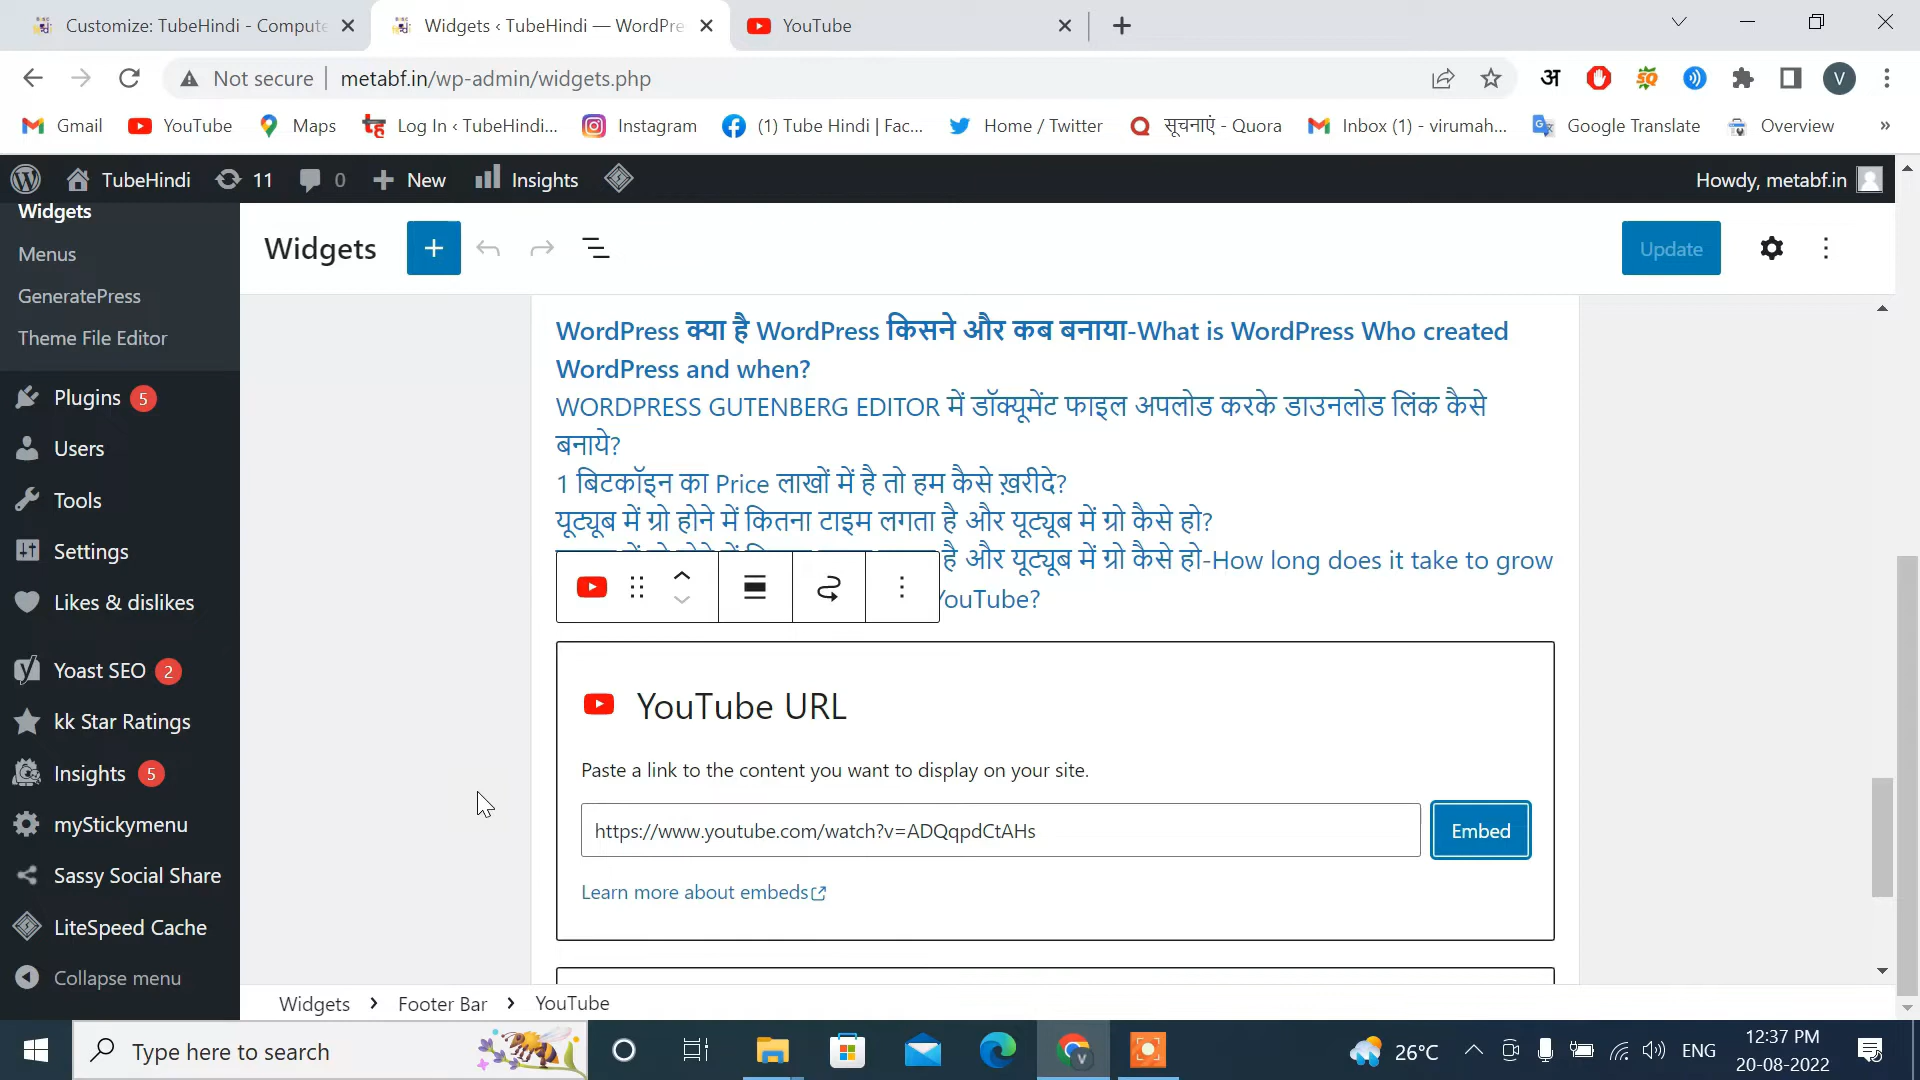 Customize: TubeHindi - Compute
Widgets ‹ TubeHindi — WordPre
YouTube
Not secure
metabf.in/wp-admin/widgets.php
अ
V
Gmail
YouTube
Maps
Log In ‹ TubeHindi...
Instagram
(1) Tube Hindi | Fac...
Home / Twitter
सूचनाएं - Quora
Inbox (1) - virumah...
Google Translate
Overview
»
TubeHindi
11
0
New
Insights
Howdy, metabf.in
Widgets
Menus
GeneratePress
Theme File Editor
Plugins 5
Users
Tools
Settings
Likes & dislikes
Yoast SEO 2
kk Star Ratings
Insights 5
myStickymenu
Sassy Social Share
LiteSpeed Cache
Collapse menu
Widgets
Update
WordPress क्या है WordPress किसने और कब बनाया-What is WordPress Who created
WordPress and when?
WORDPRESS GUTENBERG EDITOR में डॉक्यूमेंट फाइल अपलोड करके डाउनलोड लिंक कैसे
बनाये?
1 बिटकॉइन का Price लाखों में है तो हम कैसे ख़रीदे?
यूट्यूब में ग्रो होने में कितना टाइम लगता है और यूट्यूब में ग्रो कैसे हो?
है और यूट्यूब में ग्रो कैसे हो-How long does it take to grow
YouTube?
YouTube URL
Paste a link to the content you want to display on your site.
https://www.youtube.com/watch?v=ADQqpdCtAHs
Embed
Learn more about embeds
Widgets > Footer Bar > YouTube
Type here to search
26°C
ENG
12:37 PM
20-08-2022